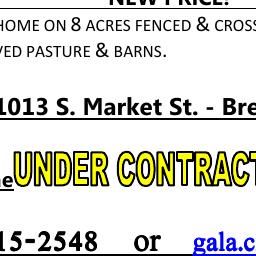 NEW PRICE!
HOME ON 8 ACRES FENCED & CROSS
VED PASTURE & BARNS.
1013 S. Market St. - Bre
ne UNDER CONTRACT
15-2548 or gala.c